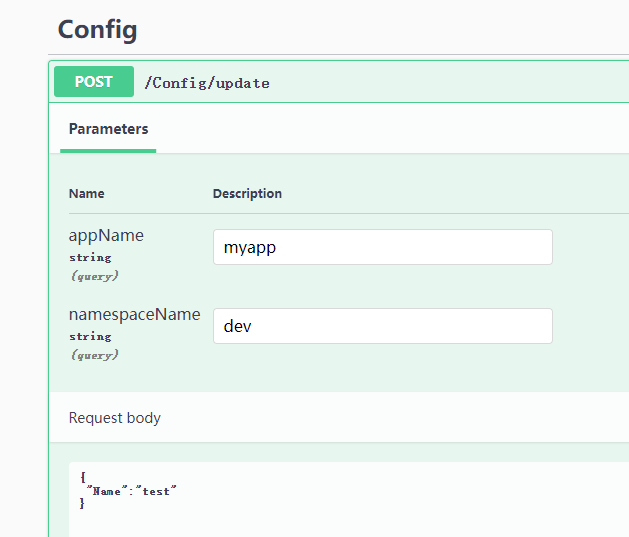 Config
POST /Config/update
Parameters
Name Description
appName myapp
string
(query)
namespaceName dev
string
(query)
Request body
{
"Name":"test"
}